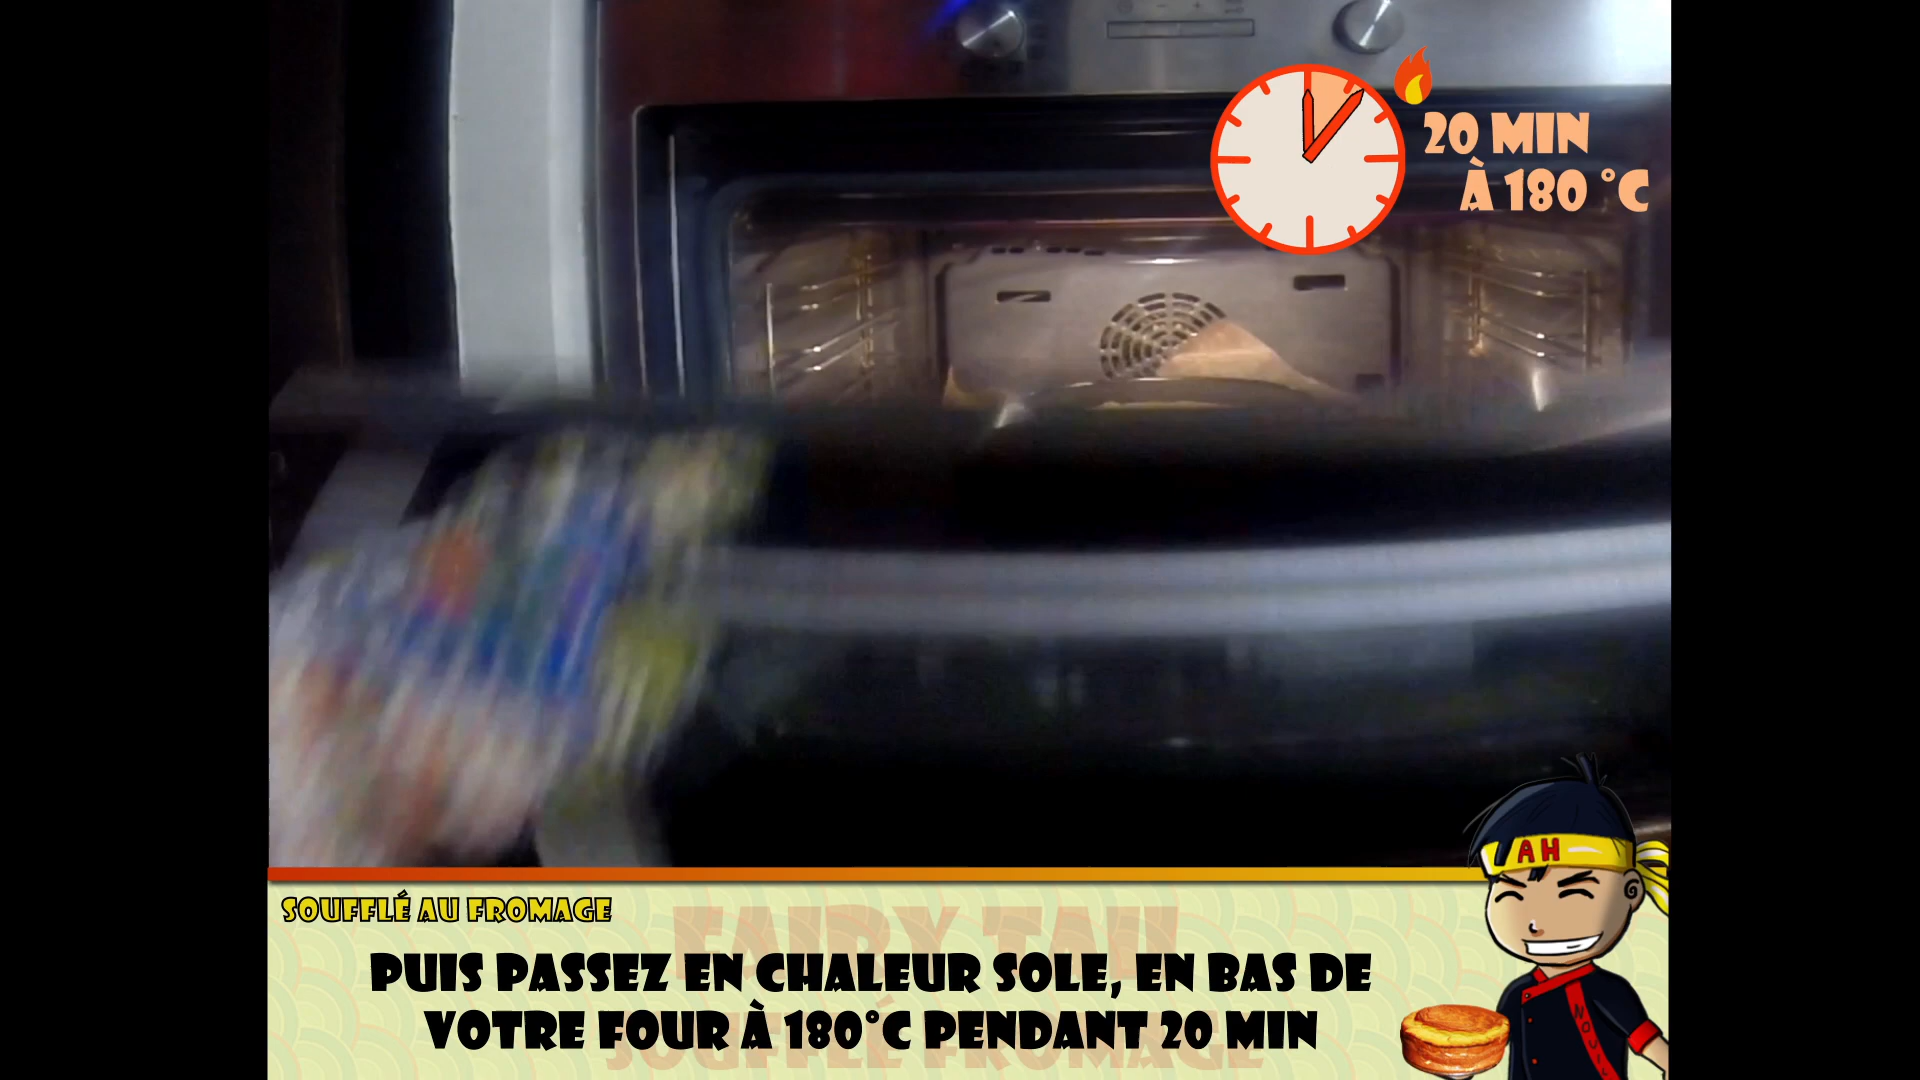 20 MIN
À 180 °C
AH
SOUFFLÉ AU FROMAGE
FAIRY TAIL
PUIS PASSEZ EN CHALEUR SOLE, EN BAS DE
VOTRE FOUR À 180°C PENDANT 20 MIN
SOUFFLÉ FROMAGE